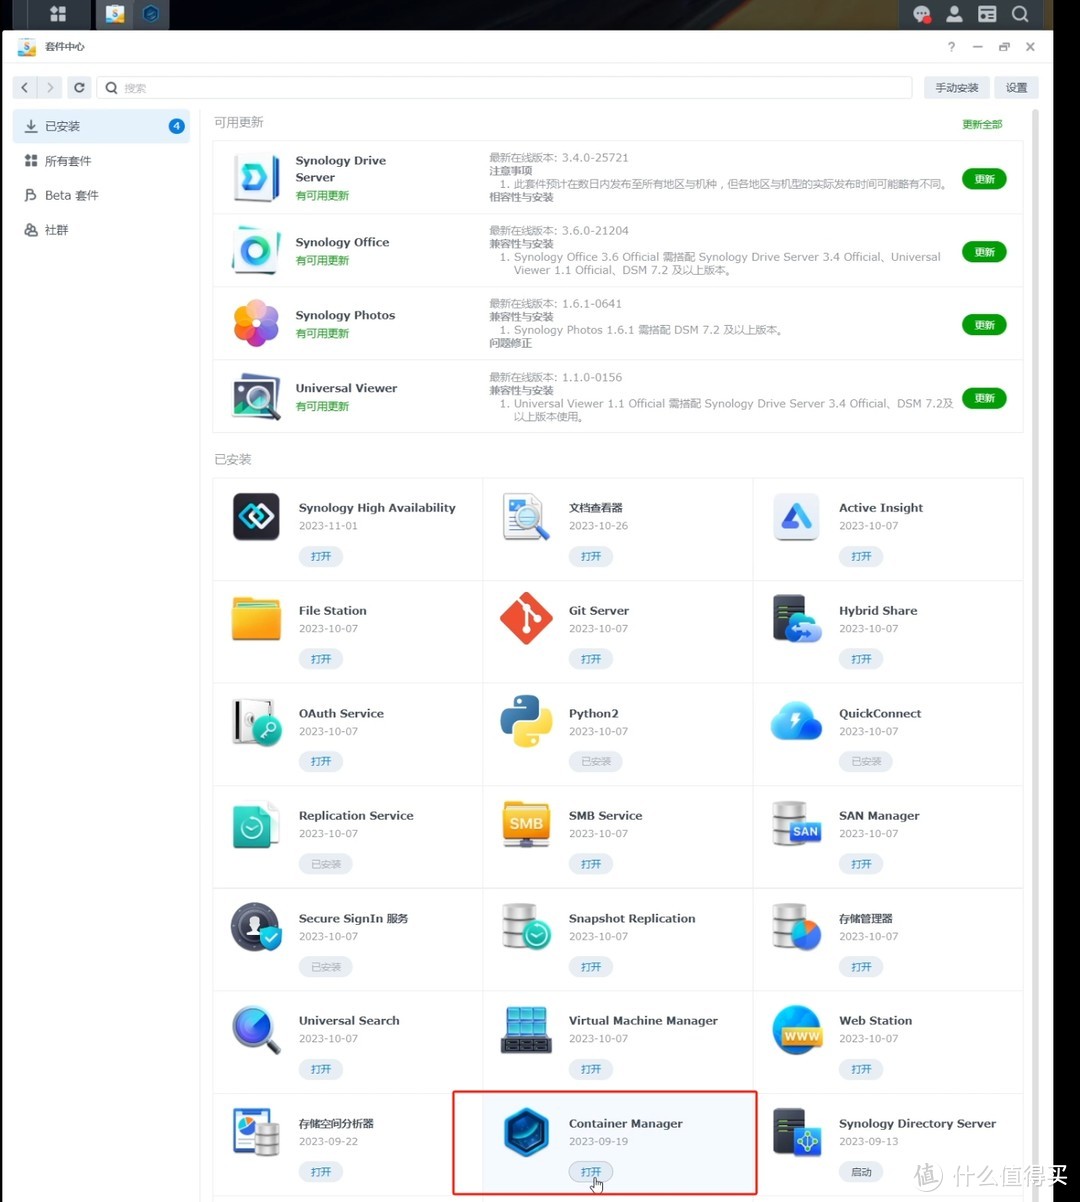 套件中心
搜索
手动安装
设置
已安装
4
所有套件
Beta 套件
社群
可用更新
更新全部
Synology Drive
Server
有可用更新
最新在线版本: 3.4.0-25721
注意事项
1. 此套件预计在数日内发布至所有地区与机种，但各地区与机型的实际发布时间可能略有不同。
相容性与安装
更新
Synology Office
有可用更新
最新在线版本: 3.6.0-21204
兼容性与安装
1. Synology Office 3.6 Official 需搭配 Synology Drive Server 3.4 Official、Universal
Viewer 1.1 Official、DSM 7.2 及以上版本。
更新
Synology Photos
有可用更新
最新在线版本: 1.6.1-0641
兼容性与安装
1. Synology Photos 1.6.1 需搭配 DSM 7.2 及以上版本。
问题修正
更新
Universal Viewer
有可用更新
最新在线版本: 1.1.0-0156
兼容性与安装
1. Universal Viewer 1.1 Official 需搭配 Synology Drive Server 3.4 Official、DSM 7.2及
以上版本使用。
更新
已安装
Synology High Availability
2023-11-01
打开
文档查看器
2023-10-26
打开
Active Insight
2023-10-07
打开
File Station
2023-10-07
打开
Git Server
2023-10-07
打开
Hybrid Share
2023-10-07
打开
OAuth Service
2023-10-07
打开
Python2
2023-10-07
已安装
QuickConnect
2023-10-07
已安装
Replication Service
2023-10-07
已安装
SMB
SMB Service
2023-10-07
打开
SAN
SAN Manager
2023-10-07
打开
Secure SignIn 服务
2023-10-07
已安装
Snapshot Replication
2023-10-07
打开
存储管理器
2023-10-07
打开
Universal Search
2023-10-07
打开
Virtual Machine Manager
2023-10-07
打开
WWW
Web Station
2023-10-07
打开
存储空间分析器
2023-09-22
打开
Container Manager
2023-09-19
打开
Synology Directory Server
2023-09-13
启动
值 什么值得买